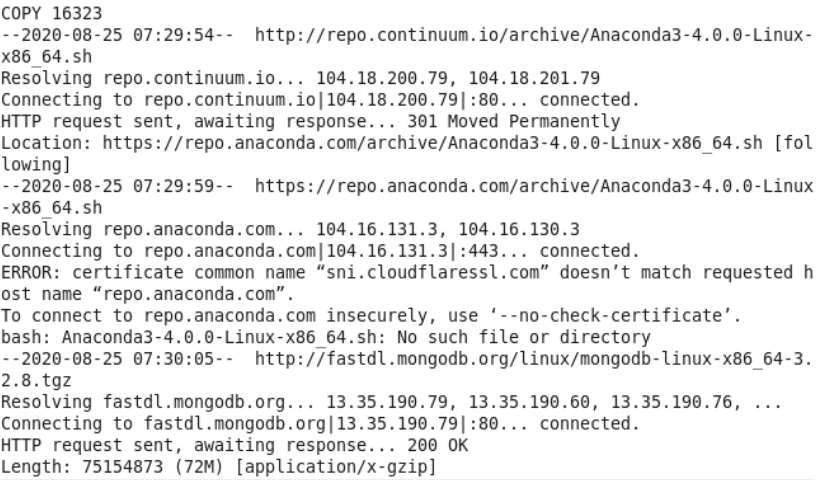 COPY 16323
--2020-08-25 07:29:54--  http://repo.continuum.io/archive/Anaconda3-4.0.0-Linux-
x86_64.sh
Resolving repo.continuum.io... 104.18.200.79, 104.18.201.79
Connecting to repo.continuum.io|104.18.200.79|:80... connected.
HTTP request sent, awaiting response... 301 Moved Permanently
Location: https://repo.anaconda.com/archive/Anaconda3-4.0.0-Linux-x86_64.sh [fol
lowing]
--2020-08-25 07:29:59--  https://repo.anaconda.com/archive/Anaconda3-4.0.0-Linux
-x86_64.sh
Resolving repo.anaconda.com... 104.16.131.3, 104.16.130.3
Connecting to repo.anaconda.com|104.16.131.3|:443... connected.
ERROR: certificate common name “sni.cloudflaressl.com” doesn’t match requested h
ost name “repo.anaconda.com”.
To connect to repo.anaconda.com insecurely, use ‘--no-check-certificate’.
bash: Anaconda3-4.0.0-Linux-x86_64.sh: No such file or directory
--2020-08-25 07:30:05--  http://fastdl.mongodb.org/linux/mongodb-linux-x86_64-3.
2.8.tgz
Resolving fastdl.mongodb.org... 13.35.190.79, 13.35.190.60, 13.35.190.76, ...
Connecting to fastdl.mongodb.org|13.35.190.79|:80... connected.
HTTP request sent, awaiting response... 200 OK
Length: 75154873 (72M) [application/x-gzip]